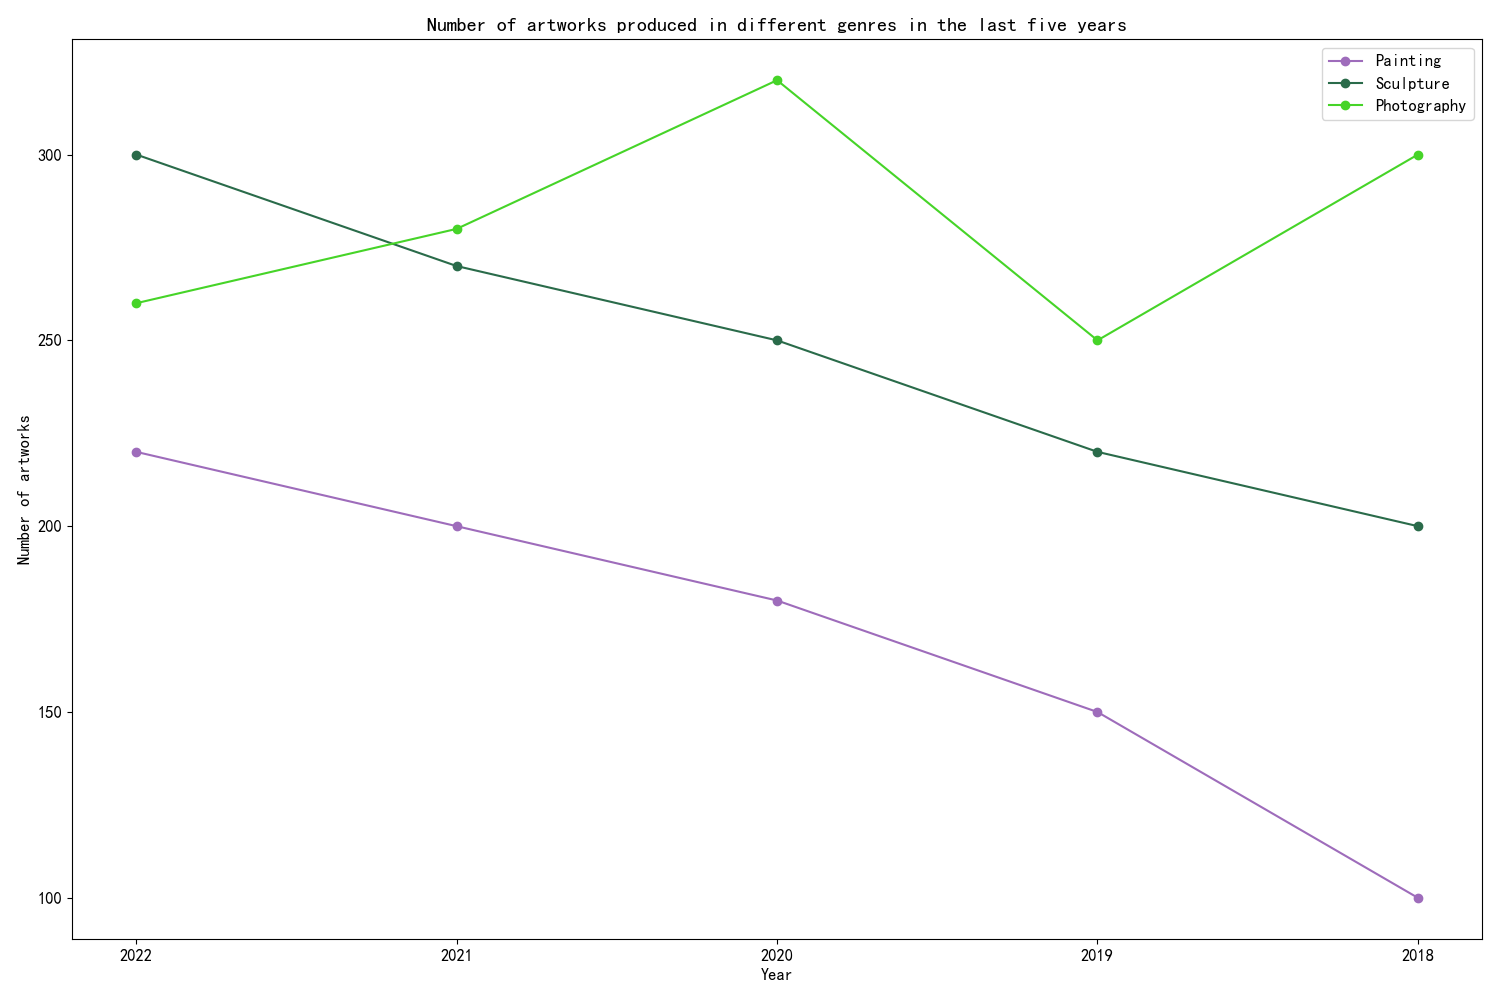 Number of artworks produced in different genres in the last five years
Painting
Sculpture
Photography
Number of artworks
300
250
200
150
100
2022 2021 2020 2019 2018
Year